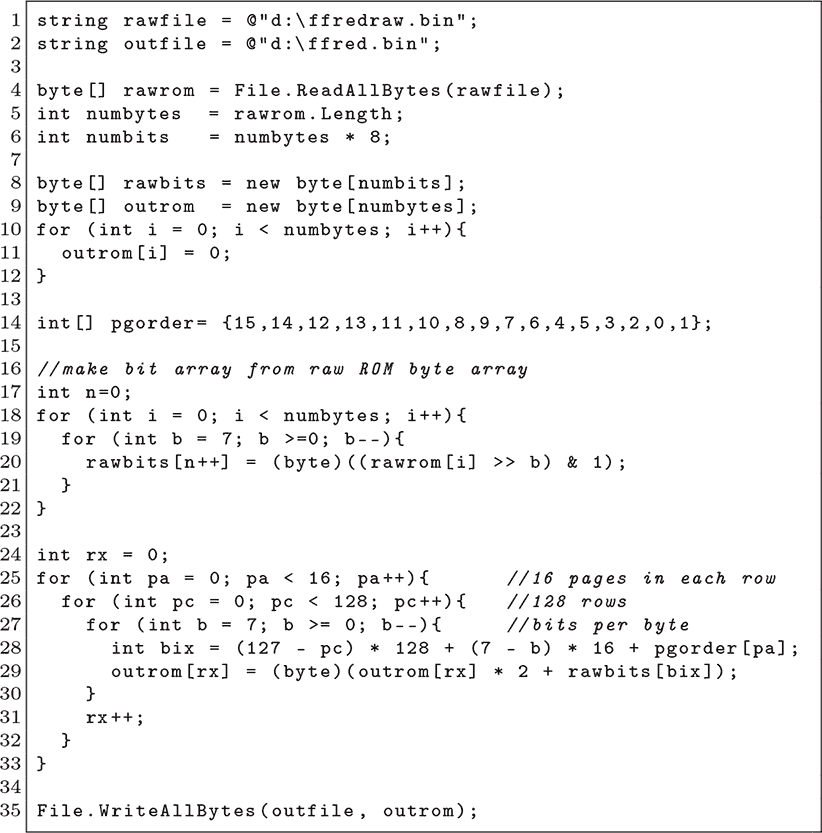 1 string rawfile = @"d:\ffredraw.bin";
2 string outfile = @"d:\ffred.bin";
3
4 byte[] rawrom = File.ReadAllBytes(rawfile);
5 int numbytes  = rawrom.Length;
6 int numbits   = numbytes * 8;
7
8 byte[] rawbits = new byte[numbits];
9 byte[] outrom  = new byte[numbytes];
10 for (int i = 0; i < numbytes; i++){
11   outrom[i] = 0;
12 }
13
14 int[] pgorder= {15,14,12,13,11,10,8,9,7,6,4,5,3,2,0,1};
15
16 //make bit array from raw ROM byte array
17 int n=0;
18 for (int i = 0; i < numbytes; i++){
19   for (int b = 7; b >=0; b--){
20     rawbits[n++] = (byte)((rawrom[i] >> b) & 1);
21   }
22 }
23
24 int rx = 0;
25 for (int pa = 0; pa < 16; pa++){      //16 pages in each row
26   for (int pc = 0; pc < 128; pc++){   //128 rows
27     for (int b = 7; b >= 0; b--){     //bits per byte
28       int bix = (127 - pc) * 128 + (7 - b) * 16 + pgorder[pa];
29       outrom[rx] = (byte)(outrom[rx] * 2 + rawbits[bix]);
30     }
31     rx++;
32   }
33 }
34
35 File.WriteAllBytes(outfile, outrom);